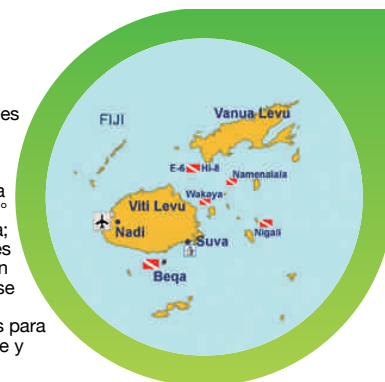 es
a
°
a;
es
n
se
s para
e y
FIJI
Vanua Levu
E-6 Hi-8
Namenalala
Wakaya
Viti Levu
Nigali
Nadi
Suva
Beqa